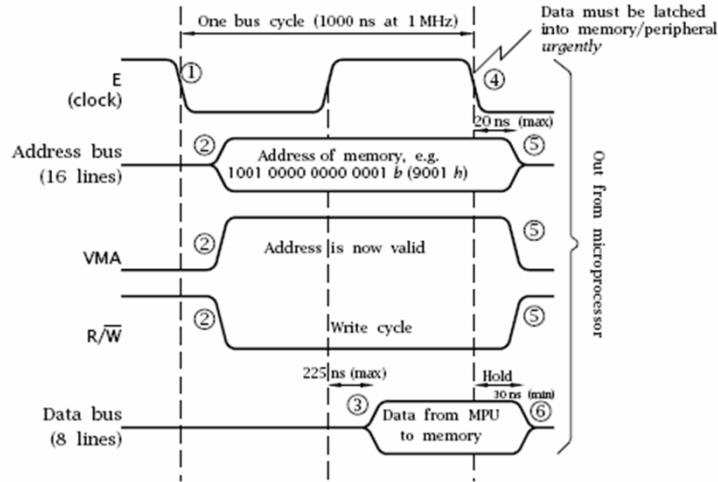 One bus cycle (1000 ns at 1 MHz)
Data must be latched
into memory/peripheral
urgently
E
(clock)
①
④
20 ns (max)
Address bus
(16 lines)
②
Address of memory, e.g.
1001 0000 0000 0001 b (9001 h)
⑤
VMA
②
Address is now valid
⑤
R/W̅
②
Write cycle
⑤
225 ns (max)
Hold
30 ns (min)
Data bus
(8 lines)
③
Data from MPU
to memory
⑥
Out from microprocessor